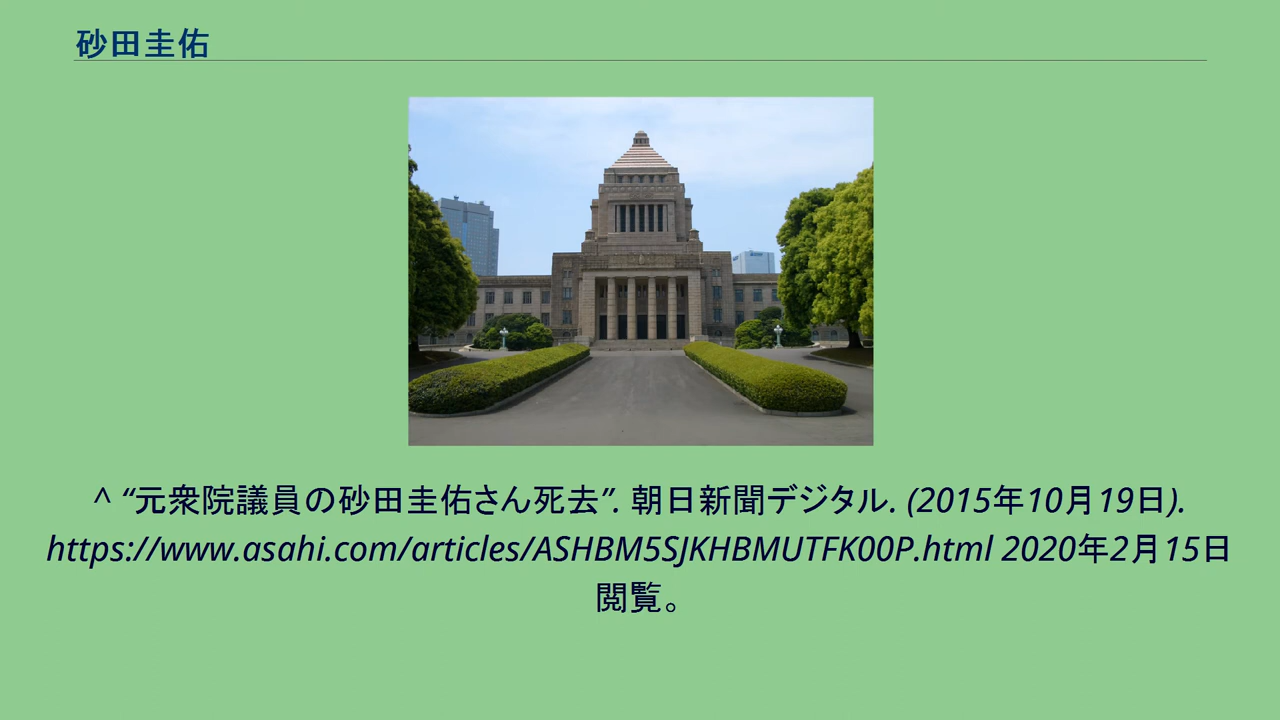 砂田圭佑
^ “元衆院議員の砂田圭佑さん死去”. 朝日新聞デジタル. (2015年10月19日).
https://www.asahi.com/articles/ASHBM5SJKHBMUTFK00P.html 2020年2月15日
閲覧。